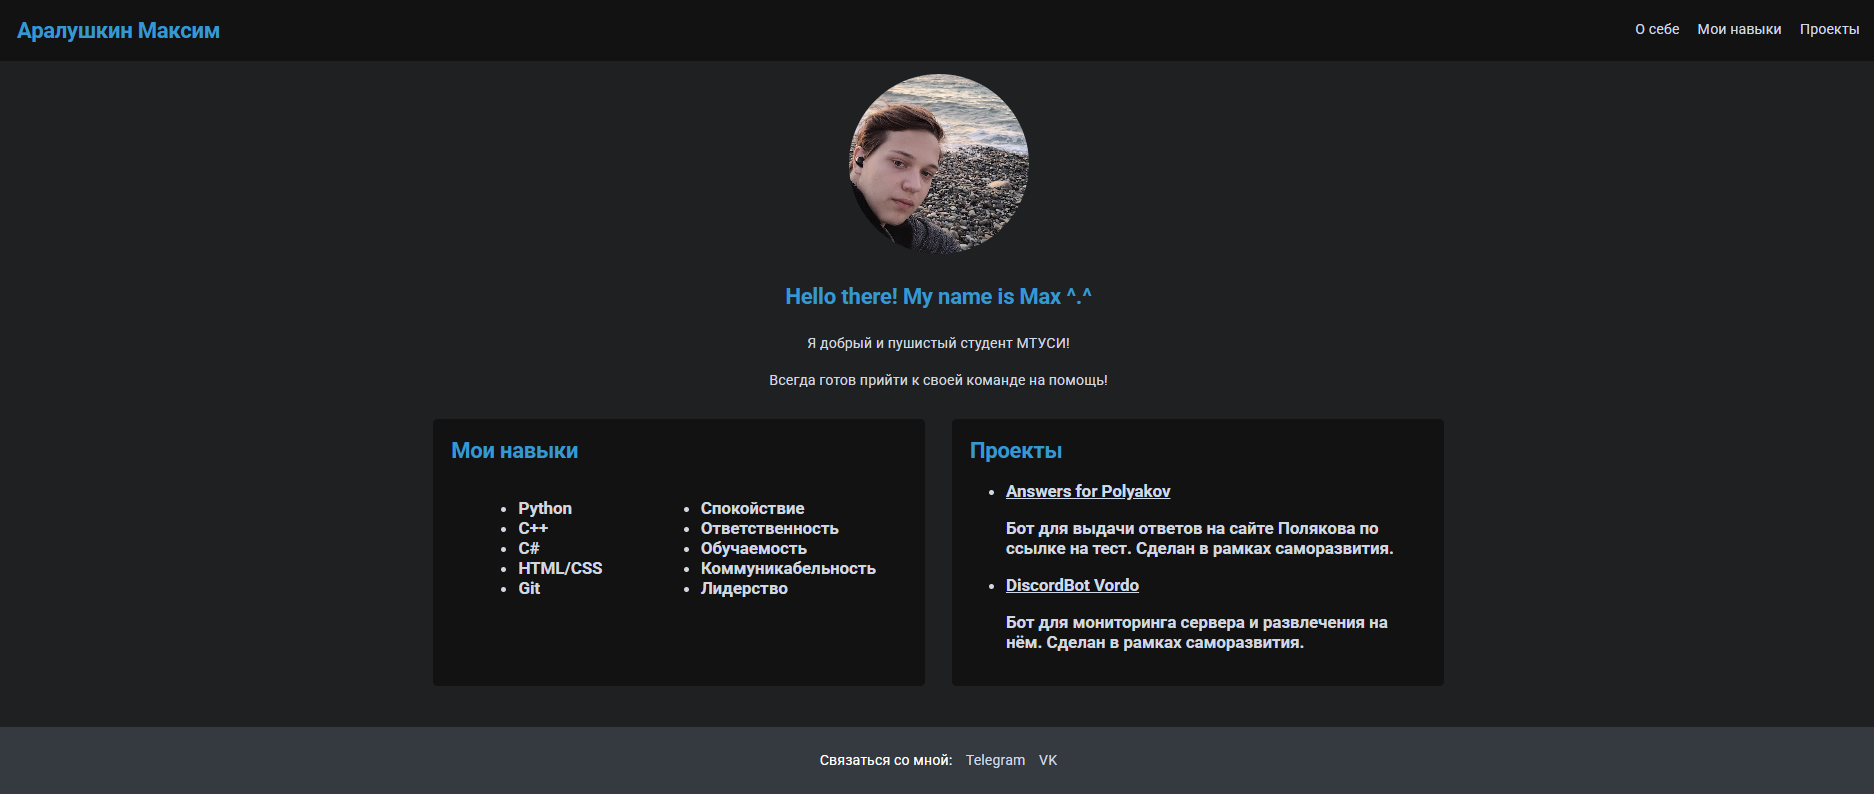 Аралушкин Максим
О себе Мои навыки Проекты
Hello there! My name is Max ^.^
Я добрый и пушистый студент МТУСИ!
Всегда готов прийти к своей команде на помощь!
Мои навыки
Python
C++
C#
HTML/CSS
Git
Спокойствие
Ответственность
Обучаемость
Коммуникабельность
Лидерство
Проекты
Answers for Polyakov
Бот для выдачи ответов на сайте Полякова по
ссылке на тест. Сделан в рамках саморазвития.
DiscordBot Vordo
Бот для мониторинга сервера и развлечения на
нём. Сделан в рамках саморазвития.
Связаться со мной: Telegram VK